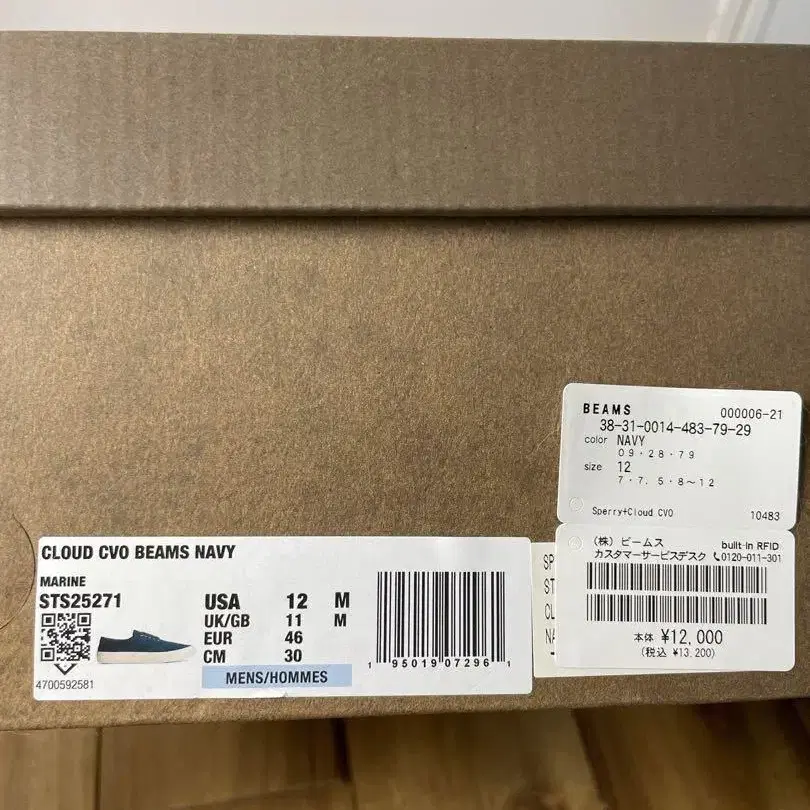 BEAMS 000006-21
38-31-0014-483-79-29
color NAVY
09・28・79
size 12
7・7.5・8～12
Sperry+Cloud CVO 10483
(株)ビームス built-in RFID
カスタマーサービスデスク 0120-011-301
本体 ¥12,000
(税込 ¥13,200)
SP
ST
CL
NA
CLOUD CVO BEAMS NAVY
MARINE
STS25271
USA 12 M
UK/GB 11 M
EUR 46
CM 30
MENS/HOMMES
4700592581
1 95019 07296 1